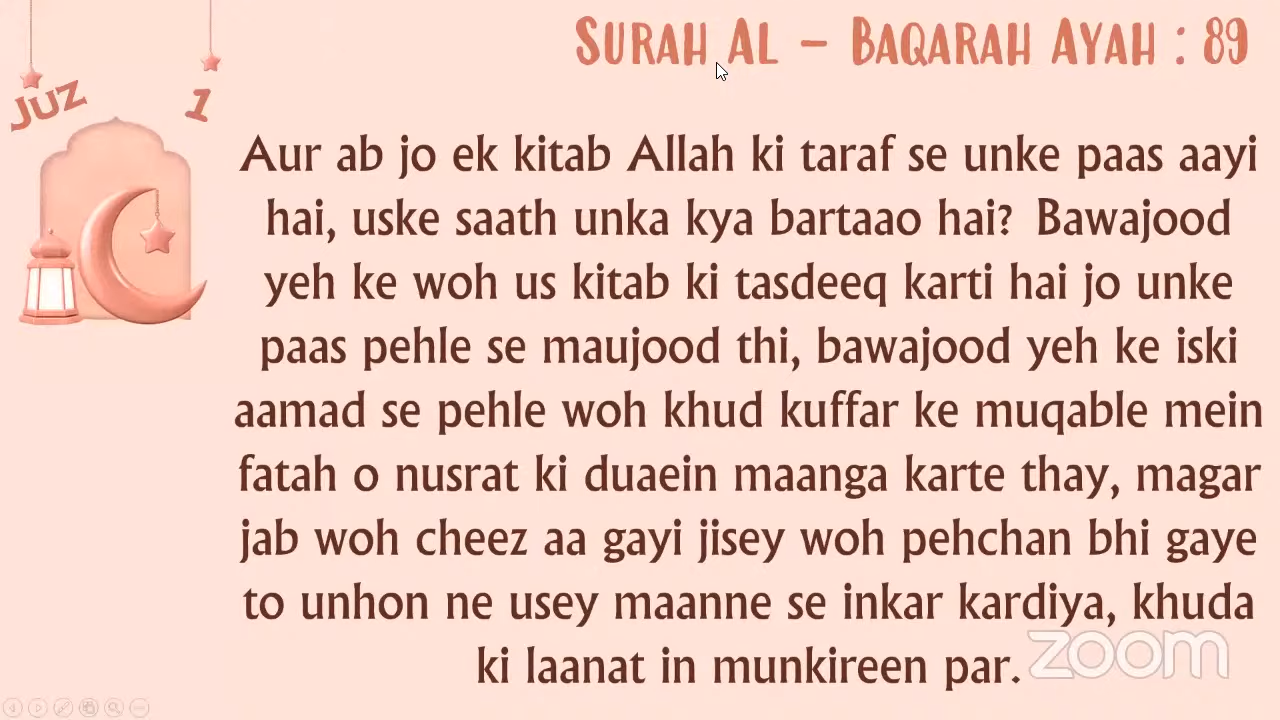 SURAH AL - BAQARAH AYAH : 89
JUZ 1
Aur ab jo ek kitab Allah ki taraf se unke paas aayi
hai, uske saath unka kya bartaao hai? Bawajood
yeh ke woh us kitab ki tasdeeq karti hai jo unke
paas pehle se maujood thi, bawajood yeh ke iski
aamad se pehle woh khud kuffar ke muqable mein
fatah o nusrat ki duaein maanga karte thay, magar
jab woh cheez aa gayi jisey woh pehchan bhi gaye
to unhon ne usey maanne se inkar kardiya, khuda
ki laanat in munkireen par.
zoom